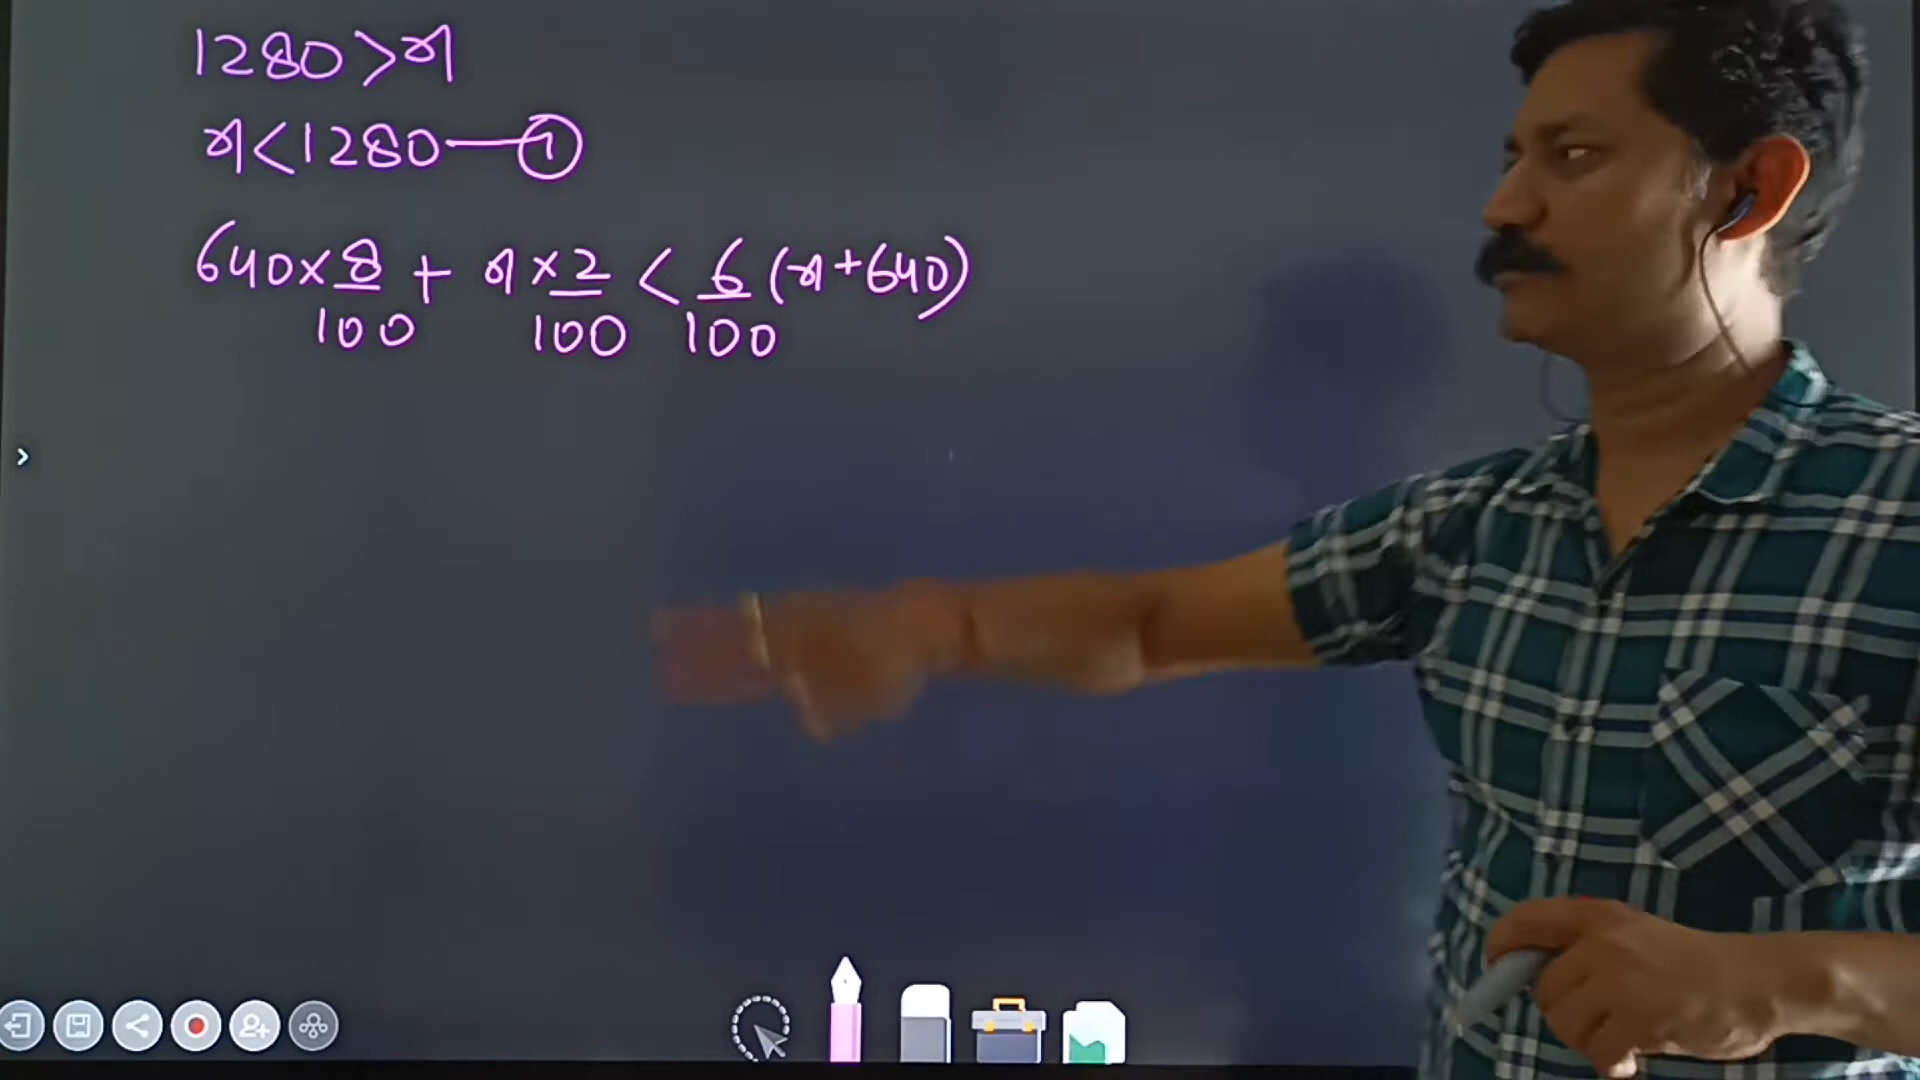 1280 > x
x < 1280 — ①
640 × 8/100 + x × 2/100 < 6/100 (x + 640)